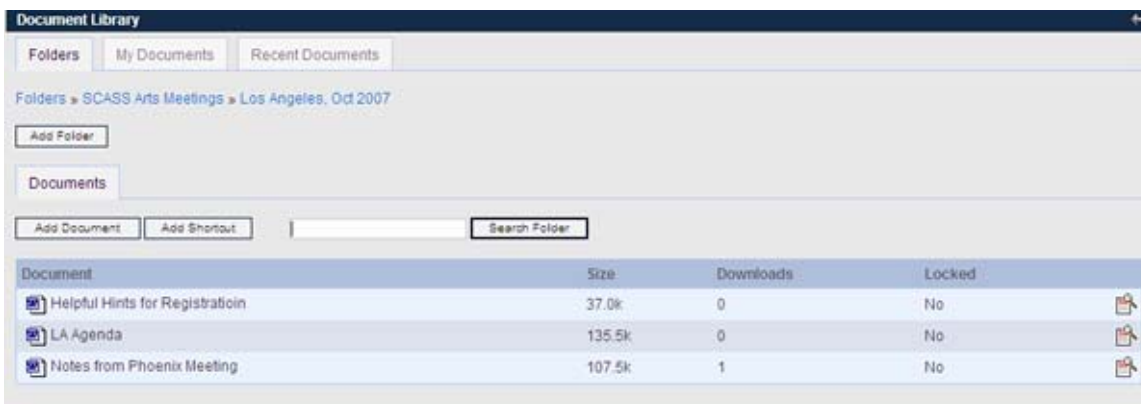 Document Library
Folders My Documents Recent Documents
Folders » SCASS Arts Meetings » Los Angeles, Oct 2007
Add Folder
Documents
Add Document Add Shortcut Search Folder
Document Size Downloads Locked
Helpful Hints for Registratioin 37.0k 0 No
LA Agenda 135.5k 0 No
Notes from Phoenix Meeting 107.5k 1 No